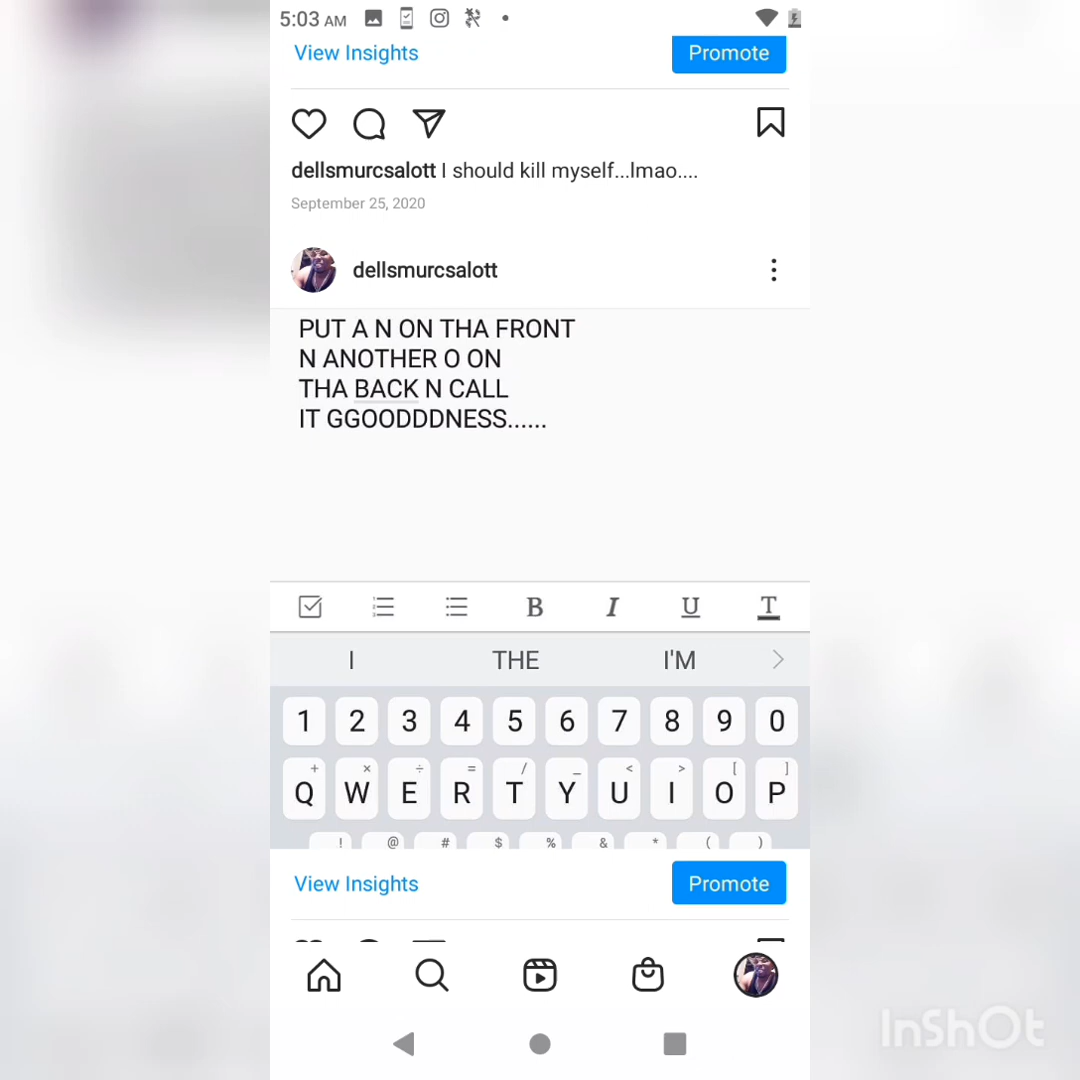 5:03 AM
View Insights
Promote
dellsmurcsalott I should kill myself...lmao....
September 25, 2020
dellsmurcsalott
PUT A N ON THA FRONT
N ANOTHER O ON
THA BACK N CALL
IT GGOODDDNESS......
B I U T
I THE I'M
1 2 3 4 5 6 7 8 9 0
+ × ÷ = / _ < > [ ]
Q W E R T Y U I O P
! @ # $ % & * ( )
View Insights
Promote
InShOt